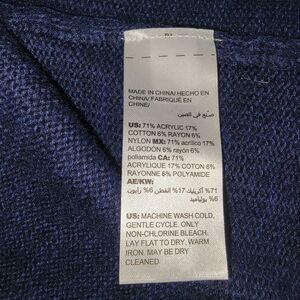 MADE IN CHINA/ HECHO EN
CHINA/ FABRIQUÉ EN
CHINE/
صنع في الصين
US: 71% ACRYLIC 17%
COTTON 6% RAYON 6%
NYLON MX: 71% acrílico 17%
ALGODÓN 6% rayón 6%
poliamida CA: 71%
ACRYLIQUE 17% COTON 6%
RAYONNE 6% POLYAMIDE
AE/KW:
71% أكريليك 17% القطن 6% رايون
6% بولياميد
US: MACHINE WASH COLD,
GENTLE CYCLE. ONLY
NON-CHLORINE BLEACH.
LAY FLAT TO DRY. WARM
IRON. MAY BE DRY
CLEANED